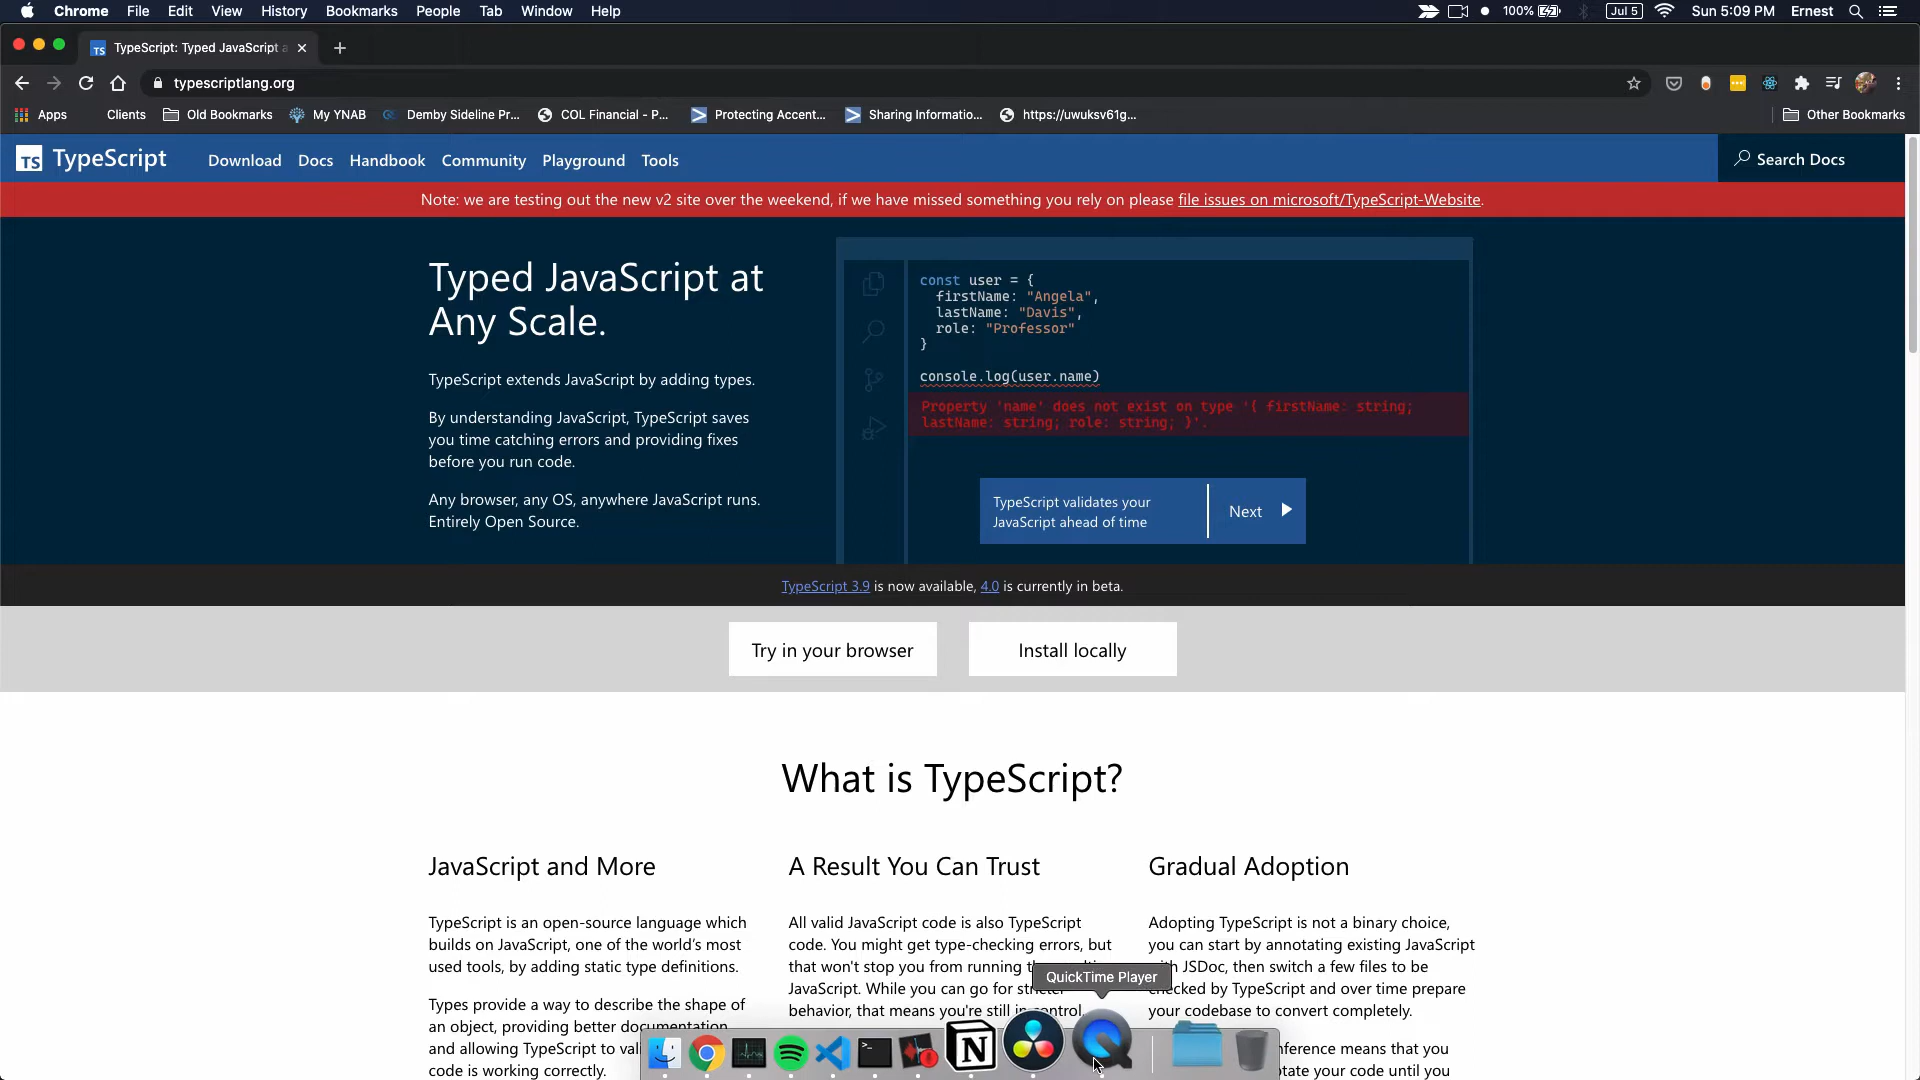 Chrome File Edit View History Bookmarks People Tab Window Help
100% Jul 5 Sun 5:09 PM Ernest
TS TypeScript: Typed JavaScript a
typescriptlang.org
Apps Clients Old Bookmarks My YNAB Demby Sideline Pr... COL Financial - P... Protecting Accent... Sharing Informatio... https://uwuksv61g... Other Bookmarks
TS TypeScript Download Docs Handbook Community Playground Tools Search Docs
Note: we are testing out the new v2 site over the weekend, if we have missed something you rely on please file issues on microsoft/TypeScript-Website.
Typed JavaScript at
Any Scale.
TypeScript extends JavaScript by adding types.
By understanding JavaScript, TypeScript saves
you time catching errors and providing fixes
before you run code.
Any browser, any OS, anywhere JavaScript runs.
Entirely Open Source.
const user = {
firstName: "Angela",
lastName: "Davis",
role: "Professor"
}
console.log(user.name)
Property 'name' does not exist on type '{ firstName: string;
lastName: string; role: string; }'.
TypeScript validates your
JavaScript ahead of time
Next
TypeScript 3.9 is now available, 4.0 is currently in beta.
Try in your browser
Install locally
What is TypeScript?
JavaScript and More
TypeScript is an open-source language which
builds on JavaScript, one of the world's most
used tools, by adding static type definitions.
Types provide a way to describe the shape of
an object, providing better documentation,
and allowing TypeScript to vali
code is working correctly.
A Result You Can Trust
All valid JavaScript code is also TypeScript
code. You might get type-checking errors, but
that won't stop you from running th
JavaScript. While you can go for stricter
behavior, that means you're still in control.
Gradual Adoption
Adopting TypeScript is not a binary choice,
you can start by annotating existing JavaScript
with JSDoc, then switch a few files to be
checked by TypeScript and over time prepare
your codebase to convert completely.
nference means that you
otate your code until you
QuickTime Player